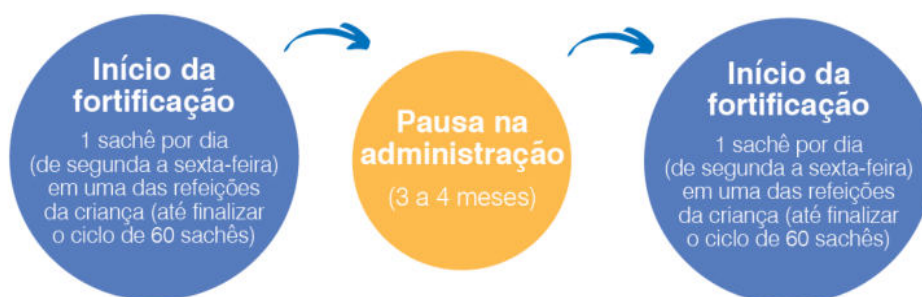 Início da
fortificação
1 sachê por dia
(de segunda a sexta-feira)
em uma das refeições
da criança (até finalizar
o ciclo de 60 sachês)
Pausa na
administração
(3 a 4 meses)
Início da
fortificação
1 sachê por dia
(de segunda a sexta-feira)
em uma das refeições
da criança (até finalizar
o ciclo de 60 sachês)